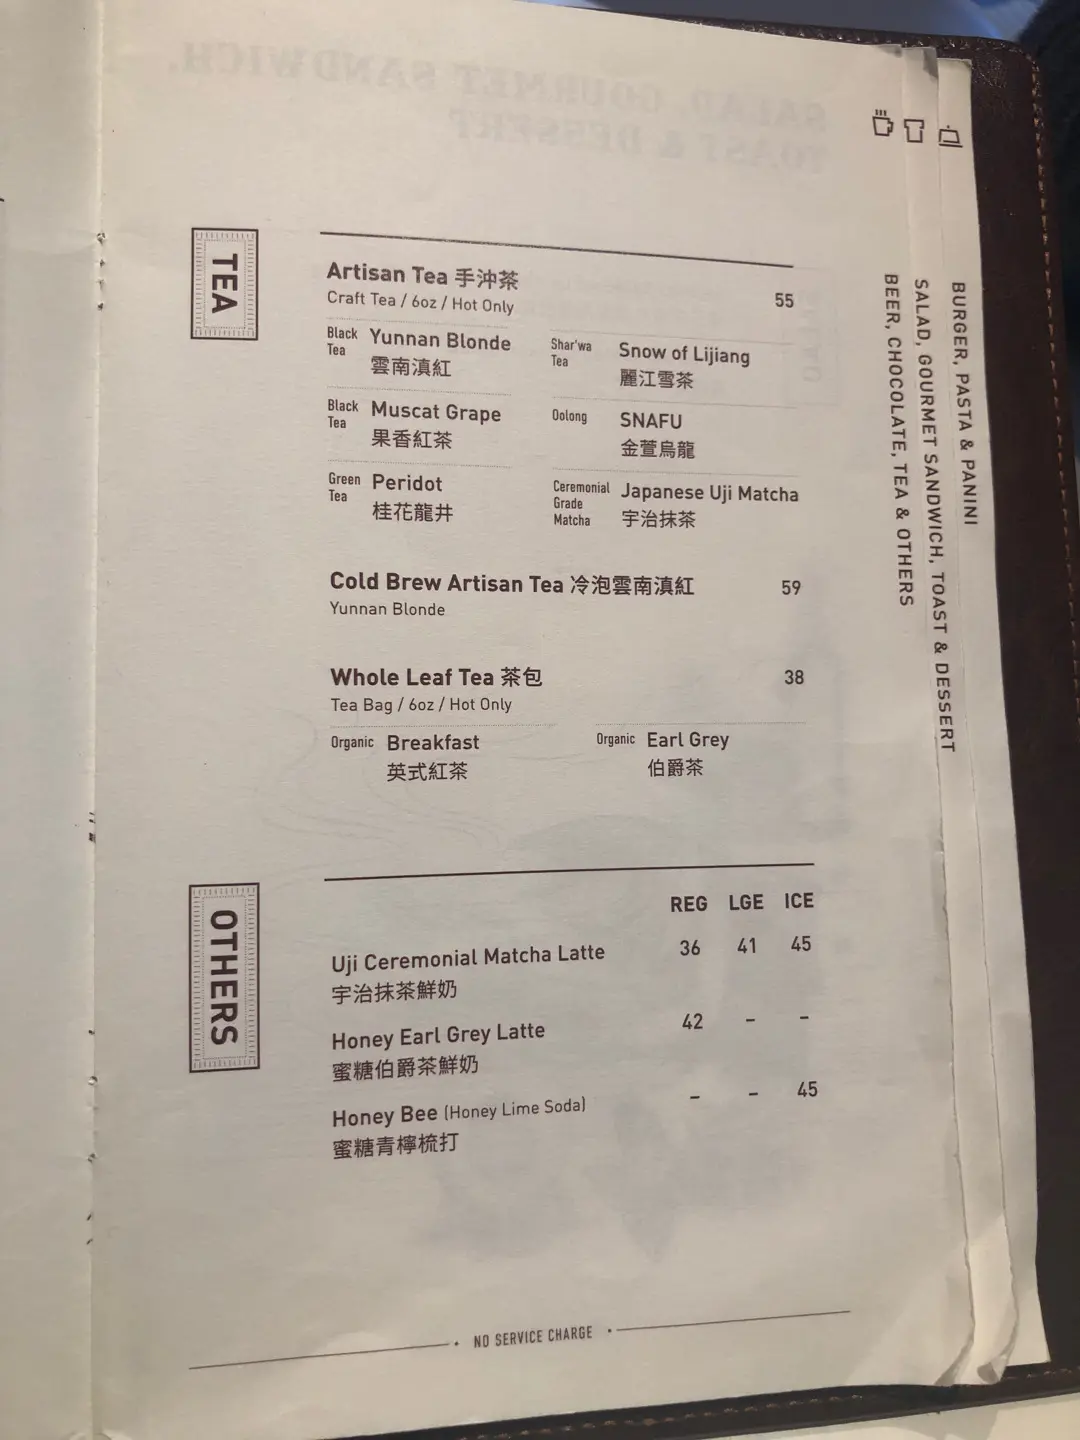 TEA
Artisan Tea 手沖茶
Craft Tea / 6oz / Hot Only
55
Black Tea
Yunnan Blonde
雲南滇紅
Shar'wa Tea
Snow of Lijiang
麗江雪茶
Black Tea
Muscat Grape
果香紅茶
Oolong
SNAFU
金萱烏龍
Green Tea
Peridot
桂花龍井
Ceremonial Grade Matcha
Japanese Uji Matcha
宇治抹茶
Cold Brew Artisan Tea 冷泡雲南滇紅
59
Yunnan Blonde
Whole Leaf Tea 茶包
38
Tea Bag / 6oz / Hot Only
Organic
Breakfast
英式紅茶
Organic
Earl Grey
伯爵茶
OTHERS
REG LGE ICE
Uji Ceremonial Matcha Latte 36 41 45
宇治抹茶鮮奶
Honey Earl Grey Latte 42 – –
蜜糖伯爵茶鮮奶
Honey Bee (Honey Lime Soda) – – 45
蜜糖青檸梳打
• NO SERVICE CHARGE •
BEER, CHOCOLATE, TEA & OTHERS
SALAD, GOURMET SANDWICH, TOAST & DESSERT
BURGER, PASTA & PANINI
SALAD, GOURMET SANDWICH,
TOAST & DESSERT